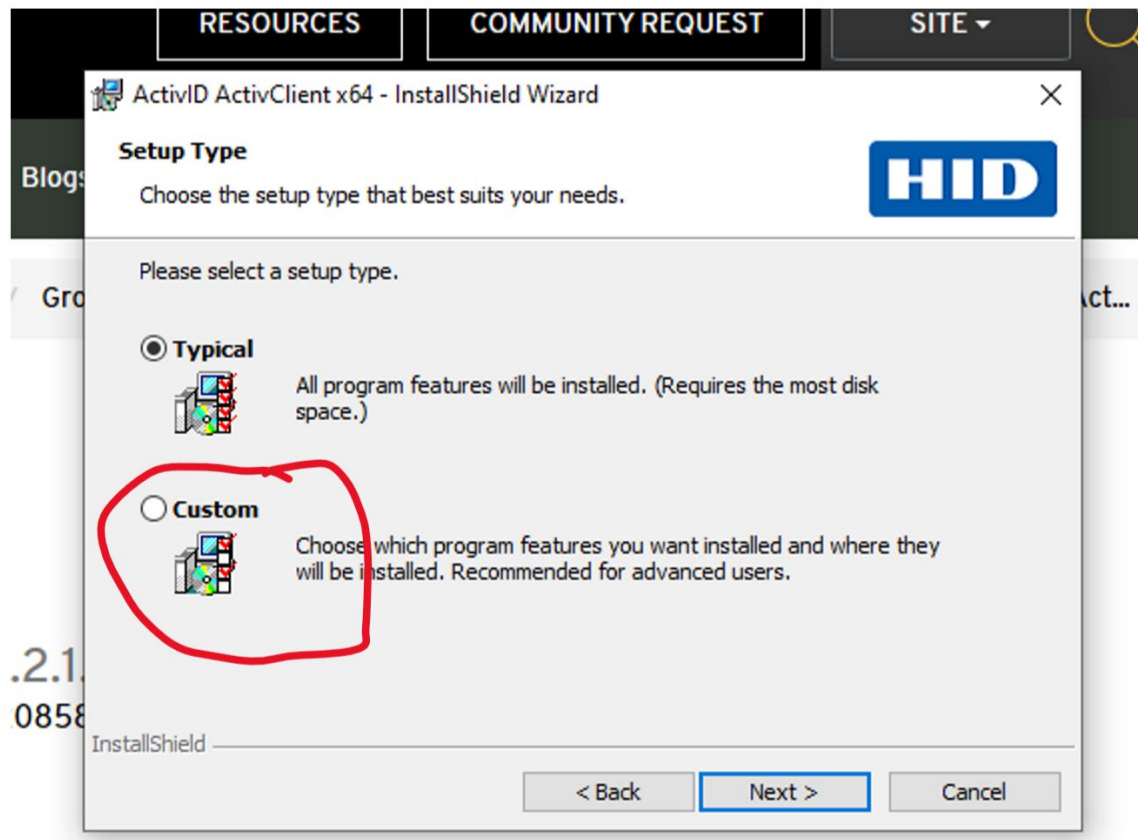 RESOURCES
COMMUNITY REQUEST
SITE
ActivID ActivClient x64 - InstallShield Wizard
Setup Type
Choose the setup type that best suits your needs.
HID
Blogs
Please select a setup type.
Typical
All program features will be installed. (Requires the most disk
space.)
Custom
Choose which program features you want installed and where they
will be installed. Recommended for advanced users.
.2.1.
0858
InstallShield
< Back
Next >
Cancel